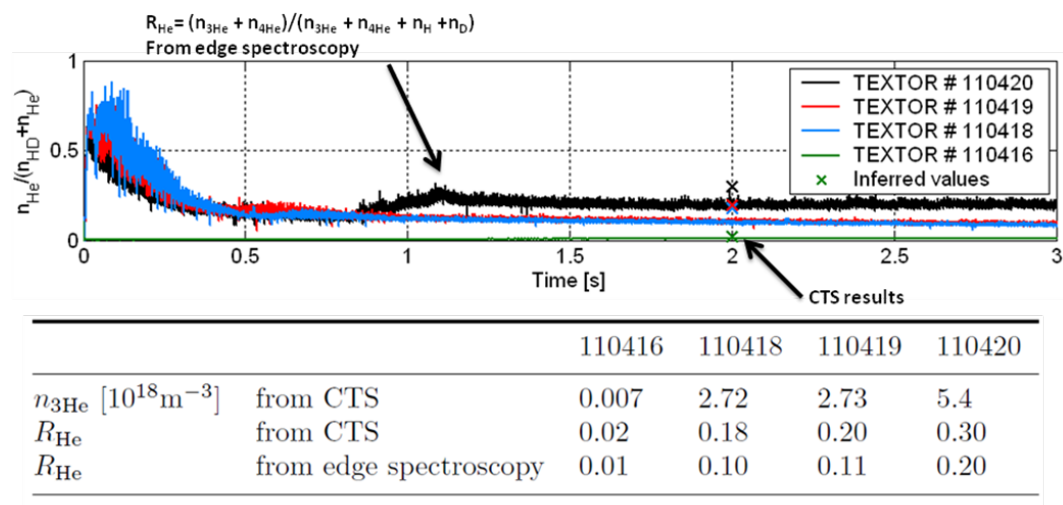 R_He= (n_3He + n_4He)/(n_3He + n_4He + n_H +n_D)
From edge spectroscopy
n_He/(n_HD+n_He)
1
0.5
0
0 0.5 1 1.5 2 2.5 3
Time [s]
TEXTOR # 110420
TEXTOR # 110419
TEXTOR # 110418
TEXTOR # 110416
Inferred values
CTS results
110416 110418 110419 110420
n_3He [10^18 m^−3] from CTS 0.007 2.72 2.73 5.4
R_He from CTS 0.02 0.18 0.20 0.30
R_He from edge spectroscopy 0.01 0.10 0.11 0.20